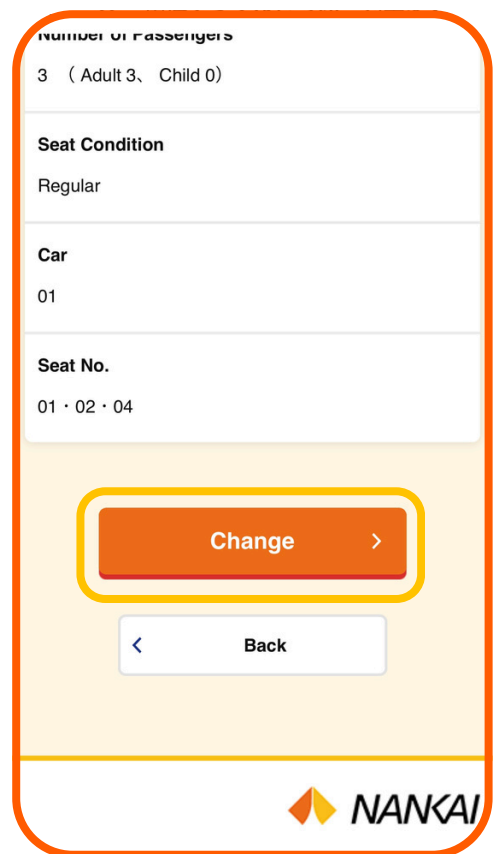 Number of Passengers
3 （ Adult 3、 Child 0）
Seat Condition
Regular
Car
01
Seat No.
01・02・04
Change
Back
NANKAI